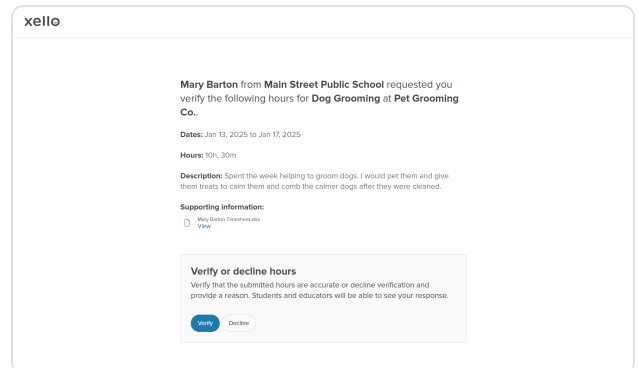 xello
Mary Barton from Main Street Public School requested you
verify the following hours for Dog Grooming at Pet Grooming
Co..
Dates: Jan 13, 2025 to Jan 17, 2025
Hours: 10h, 30m
Description: Spent the week helping to groom dogs. I would pet them and give
them treats to calm them and comb the calmer dogs after they were cleaned.
Supporting information:
Mary Barton Timesheet.xlsx
View
Verify or decline hours
Verify that the submitted hours are accurate or decline verification and
provide a reason. Students and educators will be able to see your response.
Verify
Decline